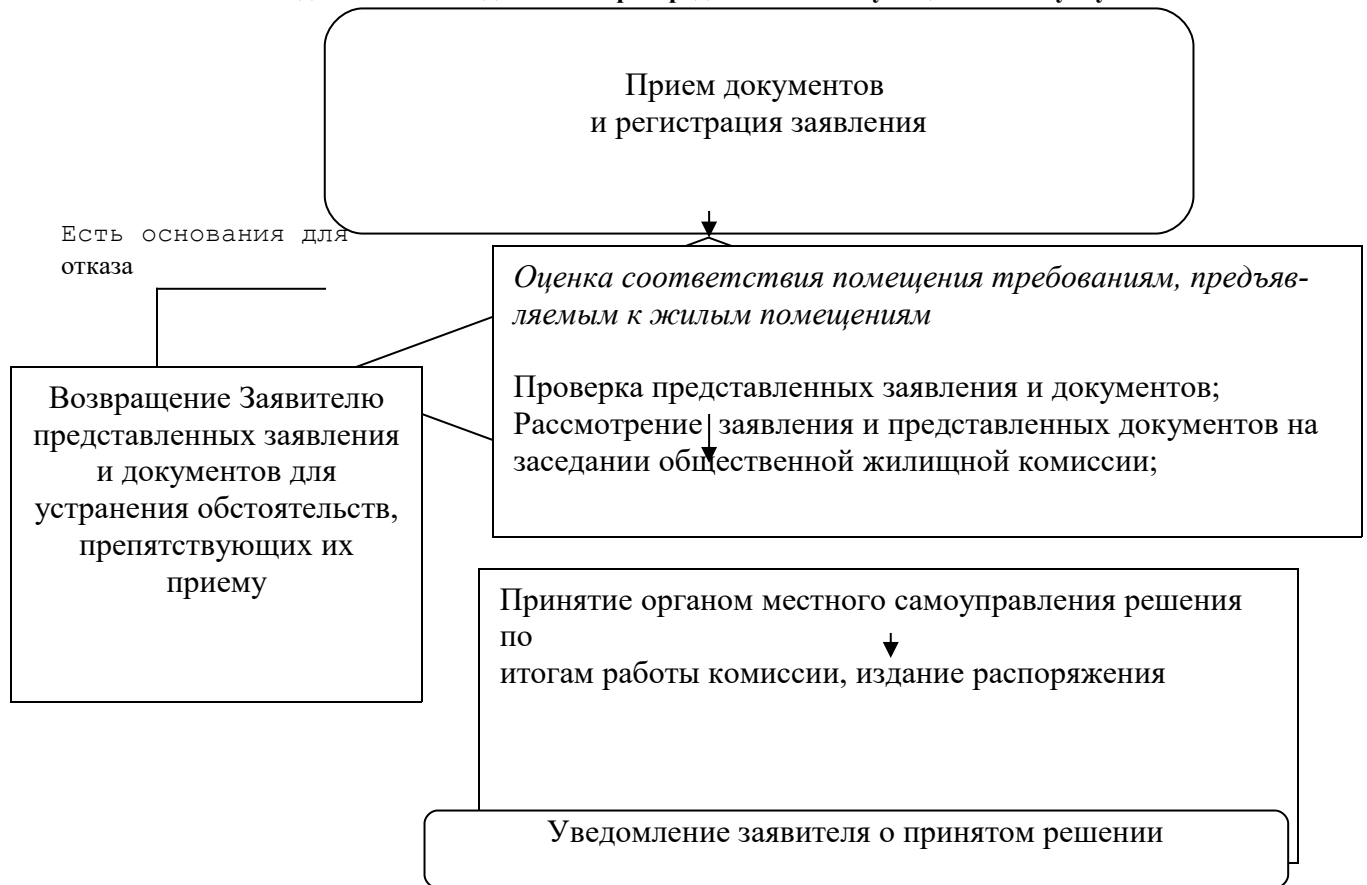 Прием документов
и регистрация заявления
Есть основания для
отказа
Оценка соответствия помещения требованиям, предъяв-
ляемым к жилым помещениям
Проверка представленных заявления и документов;
Рассмотрение заявления и представленных документов на
заседании общественной жилищной комиссии;
Возвращение Заявителю
представленных заявления
и документов для
устранения обстоятельств,
препятствующих их
приему
Принятие органом местного самоуправления решения
по
итогам работы комиссии, издание распоряжения
Уведомление заявителя о принятом решении